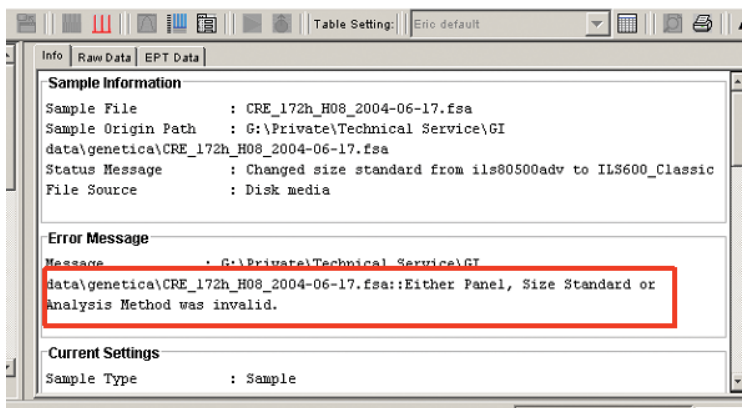 Table Setting: Eric default
Info Raw Data EPT Data
Sample Information
Sample File : CRE_172h_H08_2004-06-17.fsa
Sample Origin Path : G:\Private\Technical Service\GI
data\genetica\CRE_172h_H08_2004-06-17.fsa
Status Message : Changed size standard from ils80500adv to ILS600_Classic
File Source : Disk media
Error Message
Message : G:\Private\Technical Service\GI
data\genetica\CRE_172h_H08_2004-06-17.fsa::Either Panel, Size Standard or
Analysis Method was invalid.
Current Settings
Sample Type : Sample